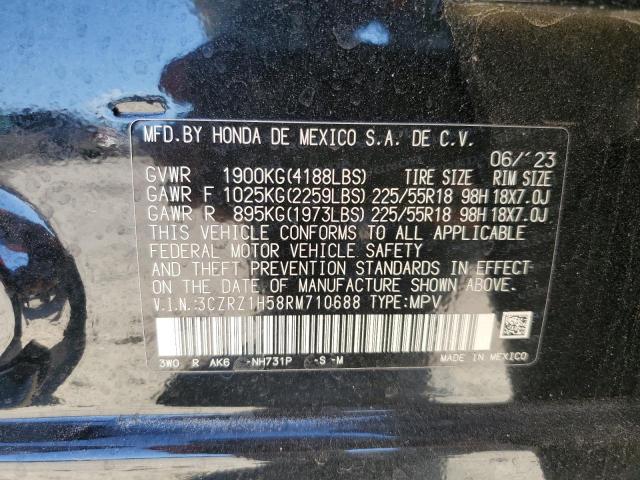 MFD.BY HONDA DE MEXICO S.A. DE C.V. 06/'23
GVWR 1900KG(4188LBS) TIRE SIZE RIM SIZE
GAWR F 1025KG(2259LBS) 225/55R18 98H 18X7.0J
GAWR R 895KG(1973LBS) 225/55R18 98H 18X7.0J
THIS VEHICLE CONFORMS TO ALL APPLICABLE
FEDERAL MOTOR VEHICLE SAFETY
AND THEFT PREVENTION STANDARDS IN EFFECT
ON THE DATE OF MANUFACTURE SHOWN ABOVE.
V.I.N.:3CZRZ1H58RM710688 TYPE:MPV
3W0 R AK6 -NH731P -S -M MADE IN MEXICO